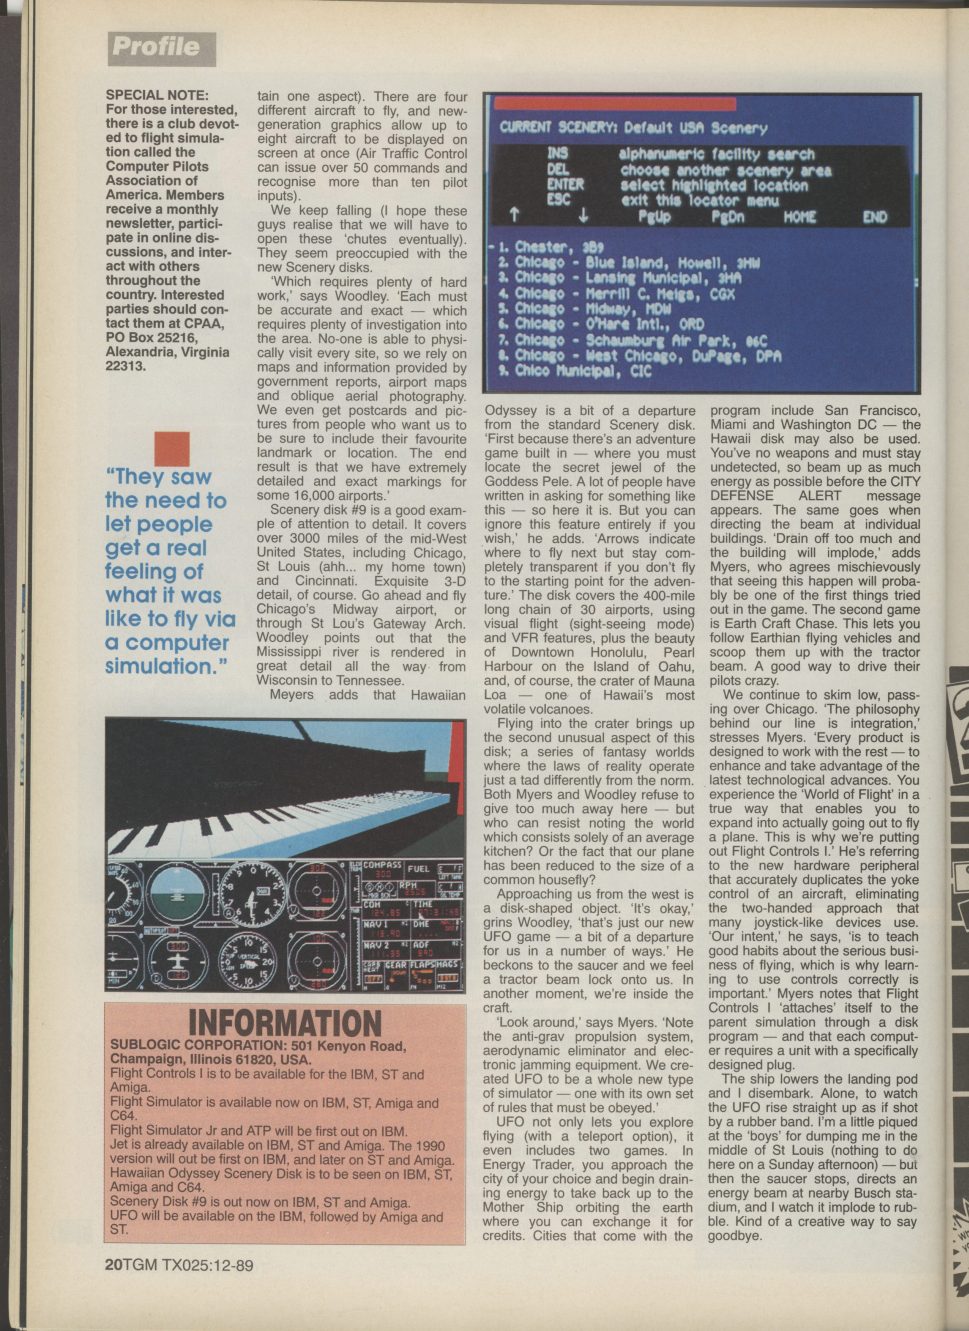 Profile
SPECIAL NOTE:
For those interested,
there is a club devot-
ed to flight simula-
tion called the
Computer Pilots
Association of
America. Members
receive a monthly
newsletter, partici-
pate in online dis-
cussions, and inter-
act with others
throughout the
country. Interested
parties should con-
tact them at CPAA,
PO Box 25216,
Alexandria, Virginia
22313.
"They saw
the need to
let people
get a real
feeling of
what it was
like to fly via
a computer
simulation."
tain one aspect). There are four
different aircraft to fly, and new-
generation graphics allow up to
eight aircraft to be displayed on
screen at once (Air Traffic Control
can issue over 50 commands and
recognise more than ten pilot
inputs).
We keep falling (I hope these
guys realise that we will have to
open these 'chutes eventually).
They seem preoccupied with the
new Scenery disks.
'Which requires plenty of hard
work,' says Woodley. 'Each must
be accurate and exact — which
requires plenty of investigation into
the area. No-one is able to physi-
cally visit every site, so we rely on
maps and information provided by
government reports, airport maps
and oblique aerial photography.
We even get postcards and pic-
tures from people who want us to
be sure to include their favourite
landmark or location. The end
result is that we have extremely
detailed and exact markings for
some 16,000 airports.'
Scenery disk #9 is a good exam-
ple of attention to detail. It covers
over 3000 miles of the mid-West
United States, including Chicago,
St Louis (ahh... my home town)
and Cincinnati. Exquisite 3-D
detail, of course. Go ahead and fly
Chicago's Midway airport, or
through St Lou's Gateway Arch.
Woodley points out that the
Mississippi river is rendered in
great detail all the way from
Wisconsin to Tennessee.
Meyers adds that Hawaiian
CURRENT SCENERY: Default USA Scenery
INS alphanumeric facility search
DEL choose another scenery area
ENTER select highlighted location
ESC exit this locator menu
↑ ↓ PgUp PgDn HOME END
1. Chester, 3B9
2. Chicago - Blue Island, Howell, 3HW
3. Chicago - Lansing Municipal, 3HA
4. Chicago - Merrill C. Meigs, CGX
5. Chicago - Midway, MDW
6. Chicago - O'Hare Intl., ORD
7. Chicago - Schaumburg Air Park, 06C
8. Chicago - West Chicago, DuPage, DPA
9. Chico Municipal, CIC
Odyssey is a bit of a departure
from the standard Scenery disk.
'First because there's an adventure
game built in — where you must
locate the secret jewel of the
Goddess Pele. A lot of people have
written in asking for something like
this — so here it is. But you can
ignore this feature entirely if you
wish,' he adds. 'Arrows indicate
where to fly next but stay com-
pletely transparent if you don't fly
to the starting point for the adven-
ture.' The disk covers the 400-mile
long chain of 30 airports, using
visual flight (sight-seeing mode)
and VFR features, plus the beauty
of Downtown Honolulu, Pearl
Harbour on the Island of Oahu,
and, of course, the crater of Mauna
Loa — one of Hawaii's most
volatile volcanoes.
Flying into the crater brings up
the second unusual aspect of this
disk; a series of fantasy worlds
where the laws of reality operate
just a tad differently from the norm.
Both Myers and Woodley refuse to
give too much away here — but
who can resist noting the world
which consists solely of an average
kitchen? Or the fact that our plane
has been reduced to the size of a
common housefly?
Approaching us from the west is
a disk-shaped object. 'It's okay,'
grins Woodley, 'that's just our new
UFO game — a bit of a departure
for us in a number of ways.' He
beckons to the saucer and we feel
a tractor beam lock onto us. In
another moment, we're inside the
craft.
'Look around,' says Myers. 'Note
the anti-grav propulsion system,
aerodynamic eliminator and elec-
tronic jamming equipment. We cre-
ated UFO to be a whole new type
of simulator — one with its own set
of rules that must be obeyed.'
UFO not only lets you explore
flying (with a teleport option), it
even includes two games. In
Energy Trader, you approach the
city of your choice and begin drain-
ing energy to take back up to the
Mother Ship orbiting the earth
where you can exchange it for
credits. Cities that come with the
program include San Francisco,
Miami and Washington DC — the
Hawaii disk may also be used.
You've no weapons and must stay
undetected, so beam up as much
energy as possible before the CITY
DEFENSE ALERT message
appears. The same goes when
directing the beam at individual
buildings. 'Drain off too much and
the building will implode,' adds
Myers, who agrees mischievously
that seeing this happen will proba-
bly be one of the first things tried
out in the game. The second game
is Earth Craft Chase. This lets you
follow Earthian flying vehicles and
scoop them up with the tractor
beam. A good way to drive their
pilots crazy.
We continue to skim low, pass-
ing over Chicago. 'The philosophy
behind our line is integration,'
stresses Myers. 'Every product is
designed to work with the rest — to
enhance and take advantage of the
latest technological advances. You
experience the 'World of Flight' in a
true way that enables you to
expand into actually going out to fly
a plane. This is why we're putting
out Flight Controls I.' He's referring
to the new hardware peripheral
that accurately duplicates the yoke
control of an aircraft, eliminating
the two-handed approach that
many joystick-like devices use.
'Our intent,' he says, 'is to teach
good habits about the serious busi-
ness of flying, which is why learn-
ing to use controls correctly is
important.' Myers notes that Flight
Controls I 'attaches' itself to the
parent simulation through a disk
program — and that each comput-
er requires a unit with a specifically
designed plug.
The ship lowers the landing pod
and I disembark. Alone, to watch
the UFO rise straight up as if shot
by a rubber band. I'm a little piqued
at the 'boys' for dumping me in the
middle of St Louis (nothing to do
here on a Sunday afternoon) — but
then the saucer stops, directs an
energy beam at nearby Busch sta-
dium, and I watch it implode to rub-
ble. Kind of a creative way to say
goodbye.
COMPASS FUEL
RPM
COM TIME
NAV 1 DME
NAV 2 ADF
GEAR FLAPS MAGS
INFORMATION
SUBLOGIC CORPORATION: 501 Kenyon Road,
Champaign, Illinois 61820, USA.
Flight Controls I is to be available for the IBM, ST and
Amiga.
Flight Simulator is available now on IBM, ST, Amiga and
C64.
Flight Simulator Jr and ATP will be first out on IBM.
Jet is already available on IBM, ST and Amiga. The 1990
version will out be first on IBM, and later on ST and Amiga.
Hawaiian Odyssey Scenery Disk is to be seen on IBM, ST,
Amiga and C64.
Scenery Disk #9 is out now on IBM, ST and Amiga.
UFO will be available on the IBM, followed by Amiga and
ST.
20TGM TX025:12-89